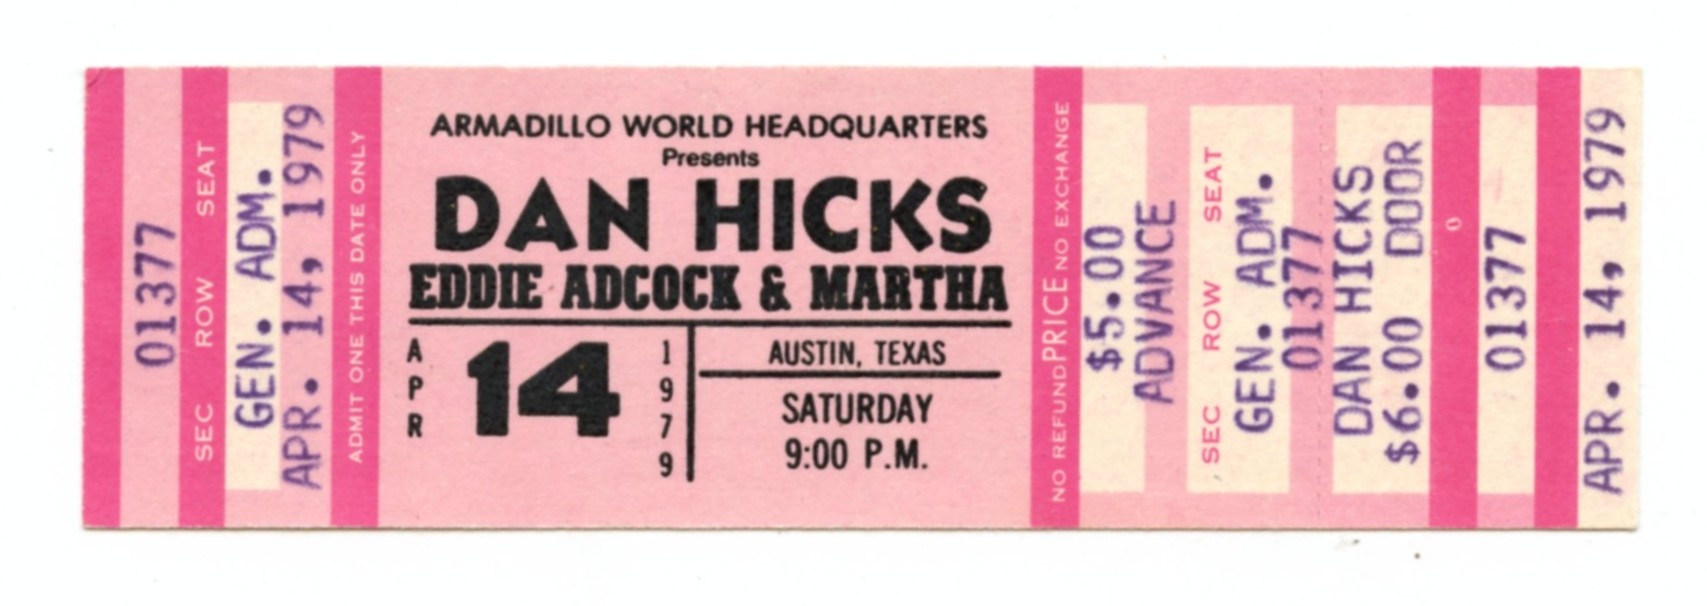 01377
SEC ROW SEAT
GEN. ADM.
APR. 14, 1979
ADMIT ONE THIS DATE ONLY
ARMADILLO WORLD HEADQUARTERS
Presents
DAN HICKS
EDDIE ADCOCK & MARTHA
APR
14
1979
AUSTIN, TEXAS
SATURDAY
9:00 P.M.
NO REFUND PRICE NO EXCHANGE
$5.00
ADVANCE
SEC ROW SEAT
GEN. ADM.
01377
DAN HICKS
$6.00 DOOR
0
01377
APR. 14, 1979